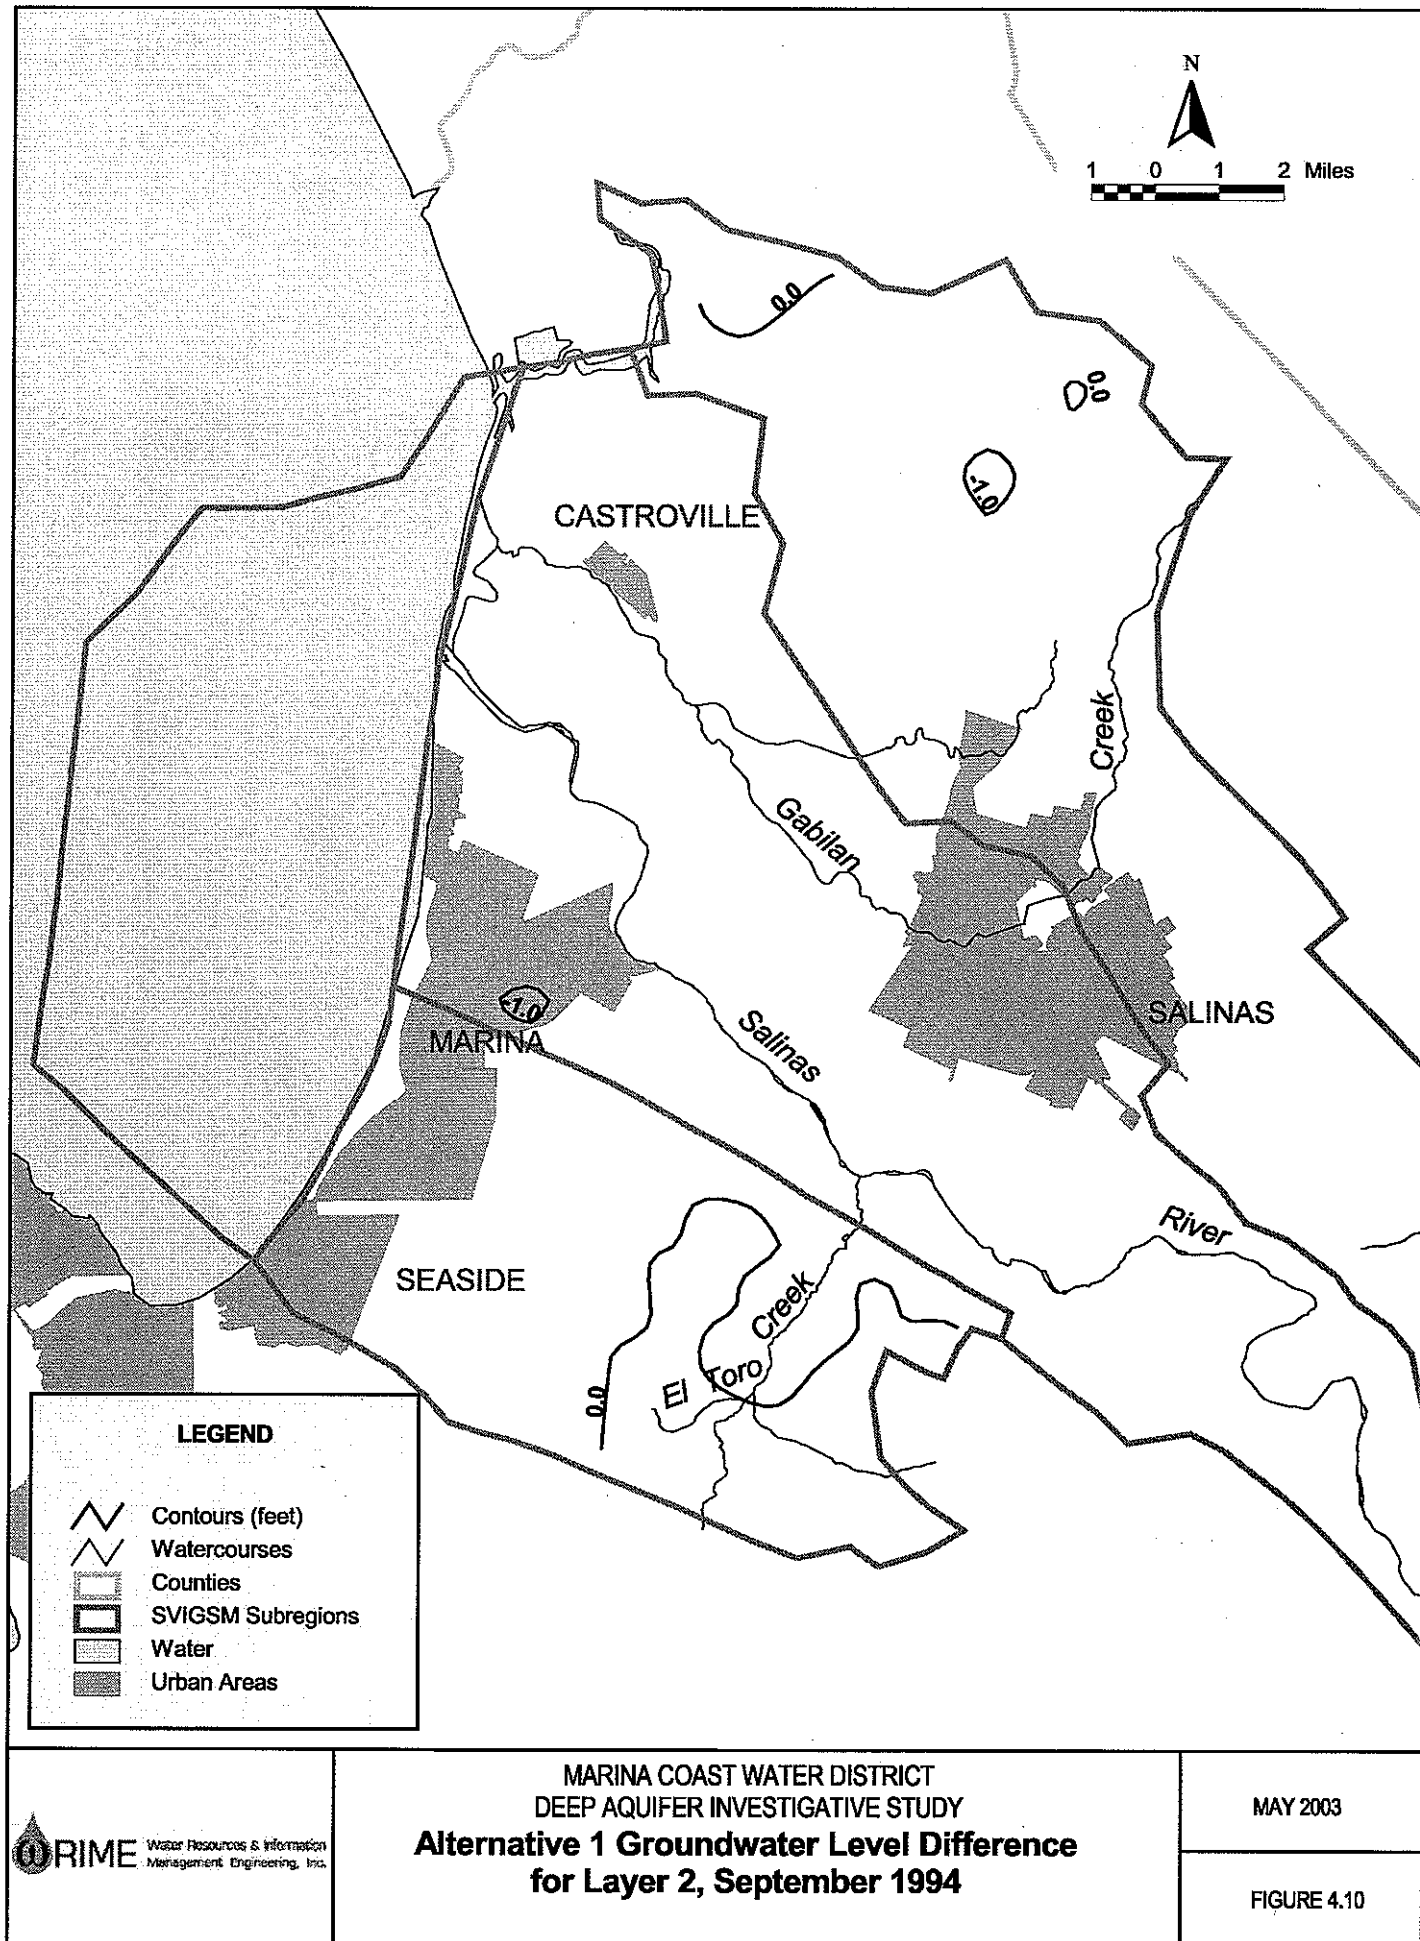 N
1 0 1 2 Miles
0.0
0.0
-1.0
CASTROVILLE
Creek
Gabilan
SALINAS
-1.0
MARINA
Salinas
River
SEASIDE
Creek
El Toro
0.0
LEGEND
Contours (feet)
Watercourses
Counties
SVIGSM Subregions
Water
Urban Areas
WRIME Water Resources & Information
Management Engineering, Inc.
MARINA COAST WATER DISTRICT
DEEP AQUIFER INVESTIGATIVE STUDY
Alternative 1 Groundwater Level Difference
for Layer 2, September 1994
MAY 2003
FIGURE 4.10